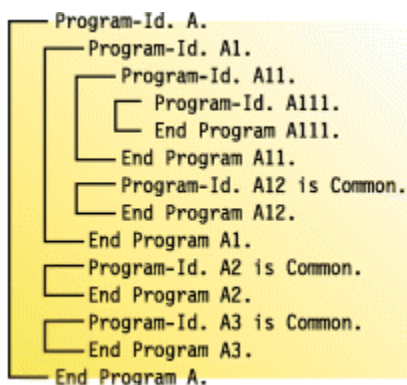 Program-Id. A.
Program-Id. A1.
Program-Id. A11.
Program-Id. A111.
End Program A111.
End Program A11.
Program-Id. A12 is Common.
End Program A12.
End Program A1.
Program-Id. A2 is Common.
End Program A2.
Program-Id. A3 is Common.
End Program A3.
End Program A.